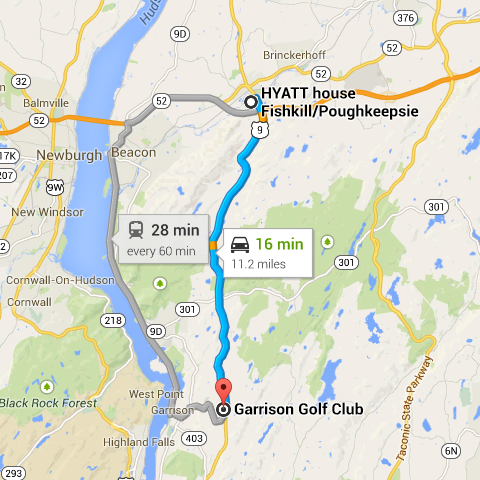 Huds
9D
376
Brinckerhoff
52
52
32
HYATT house
Fishkill/Poughkeepsie
Balmville
52
52
9
Beacon
17K
Newburgh
207
9W
New Windsor
301
28 min
every 60 min
16 min
11.2 miles
301
Cornwall-On-Hudson
Cornwall
301
218
9D
West Point
Garrison
Garrison Golf Club
Black Rock Forest
Taconic State Parkway
Highland Falls
403
6N
293